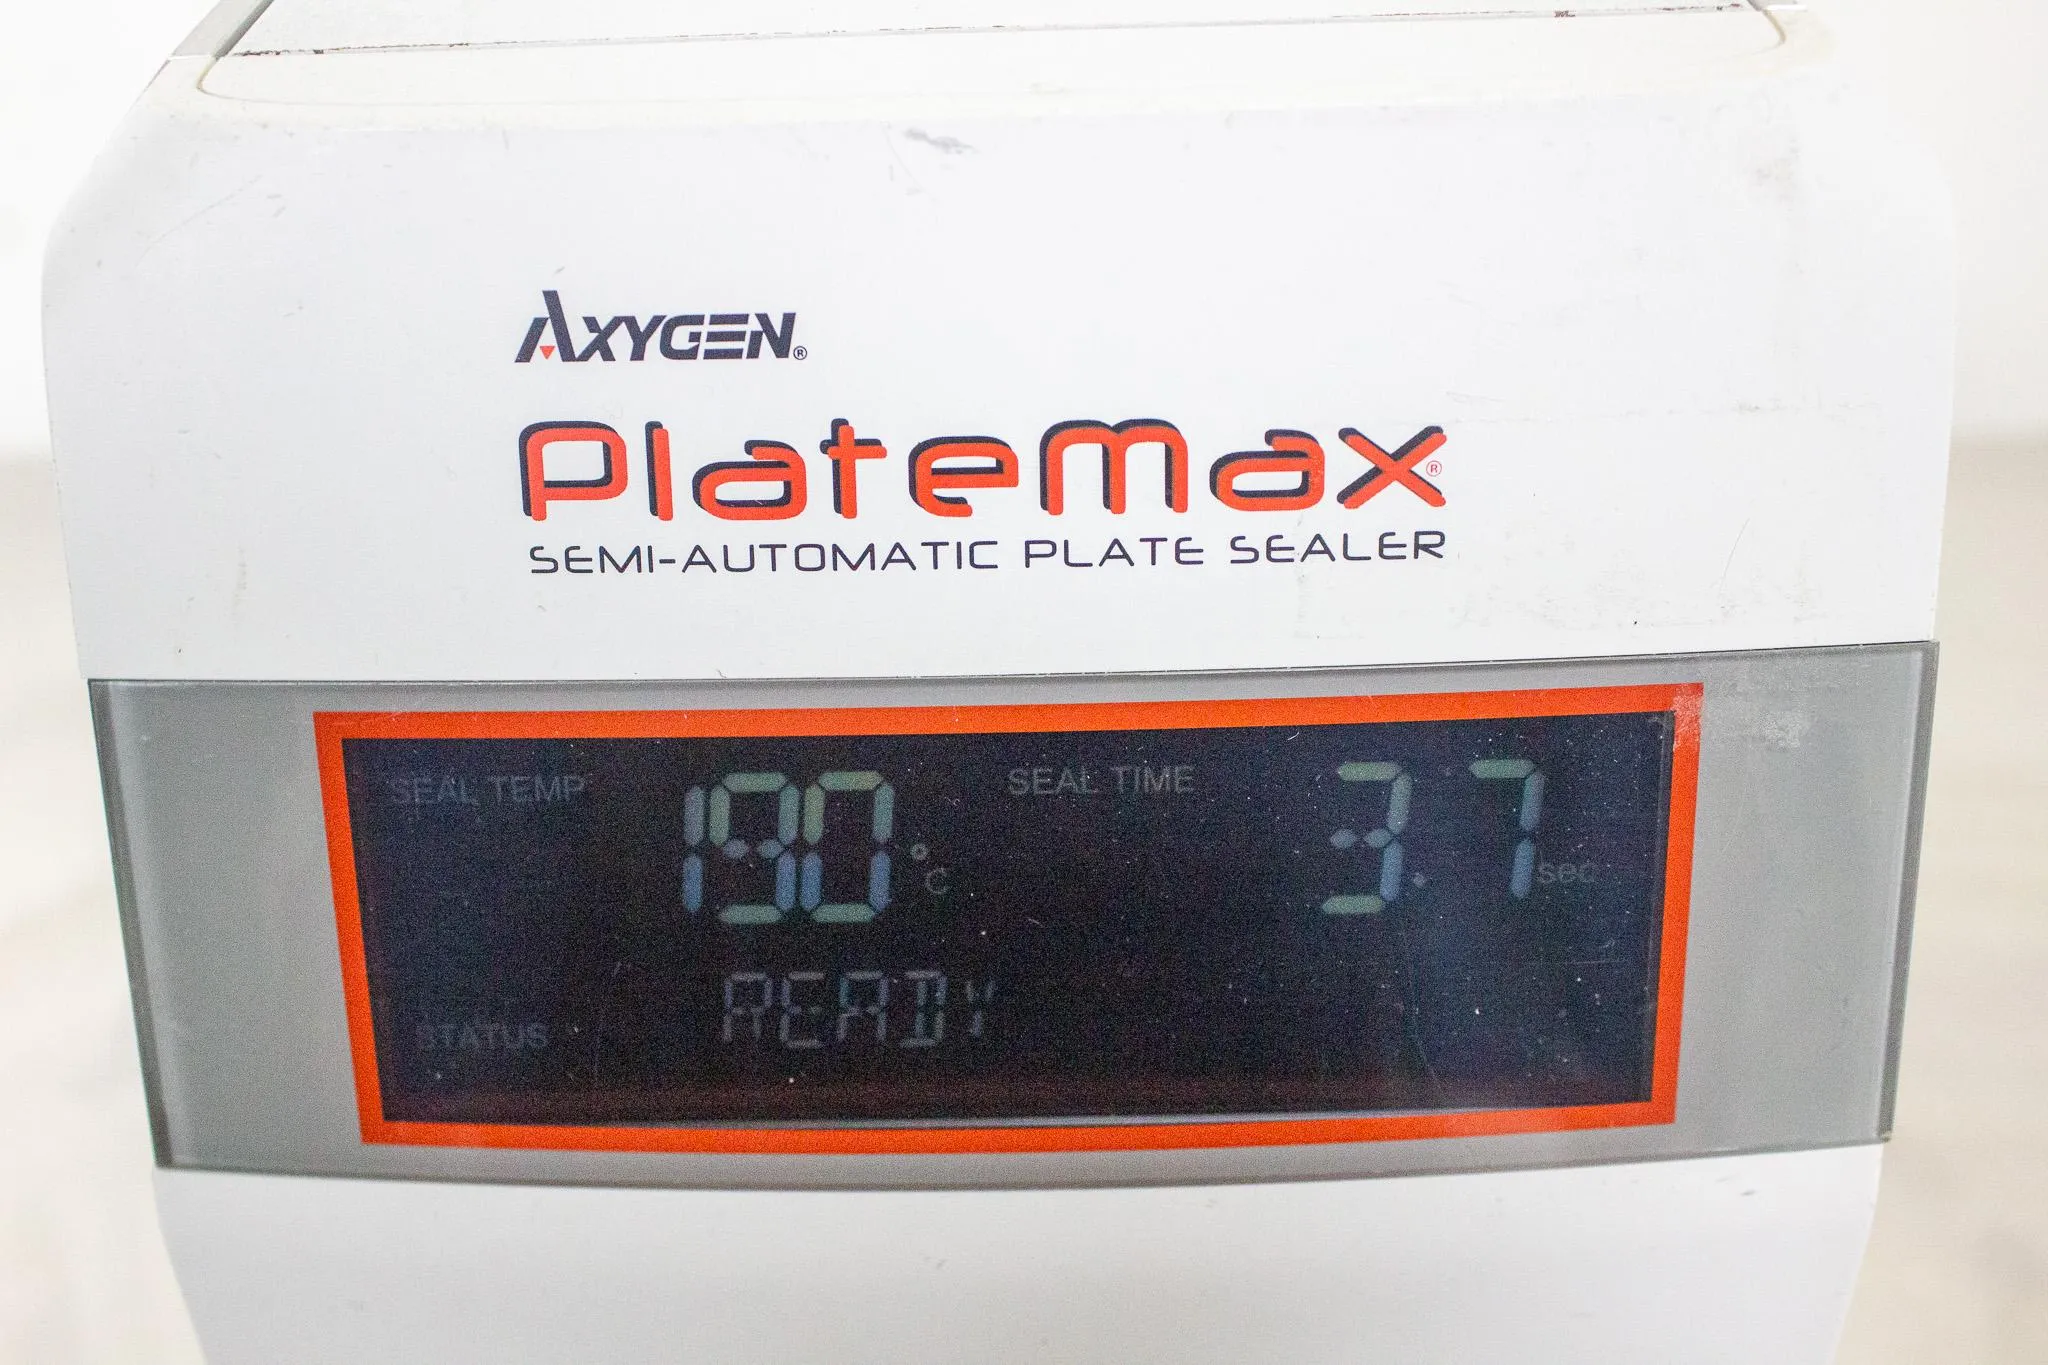 AXYGEN®
PlateMax®
SEMI-AUTOMATIC PLATE SEALER
SEAL TEMP 190 °C SEAL TIME 3.7 sec
STATUS READY